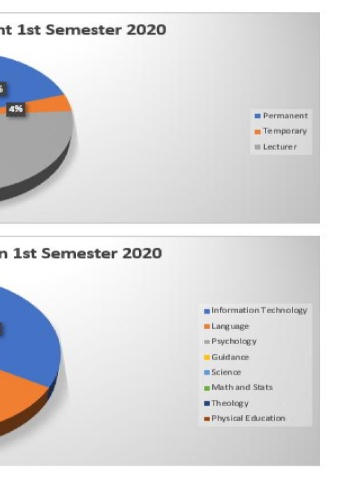 nt 1st Semester 2020
%
4%
Permanent
Temporary
Lecturer
n 1st Semester 2020
Information Technology
Language
Psychology
Guidance
Science
Math and Stats
Theology
Physical Education